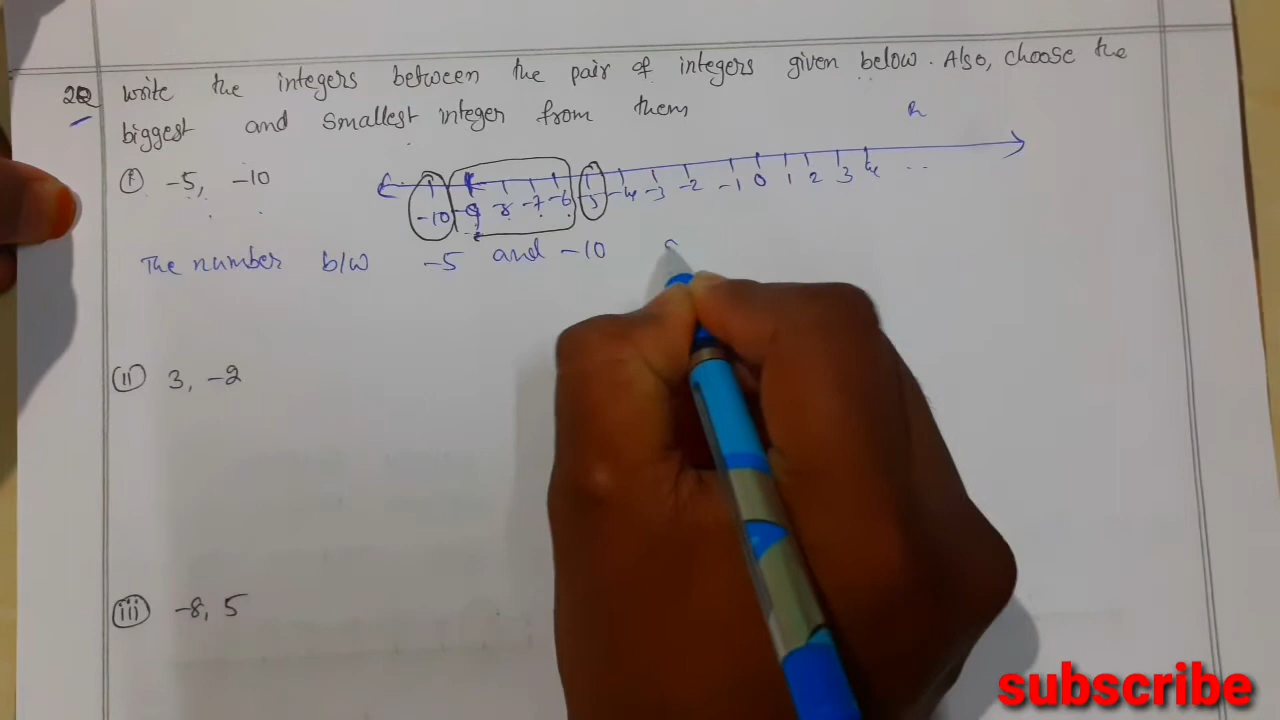 2Q write the integers between the pair of integers given below. Also, choose the
biggest and smallest integer from them
(i) -5, -10
-10 -9 -8 -7 -6 -5 -4 -3 -2 -1 0 1 2 3 4 ...
The number b/w -5 and -10
(ii) 3, -2
(iii) -8, 5
subscribe